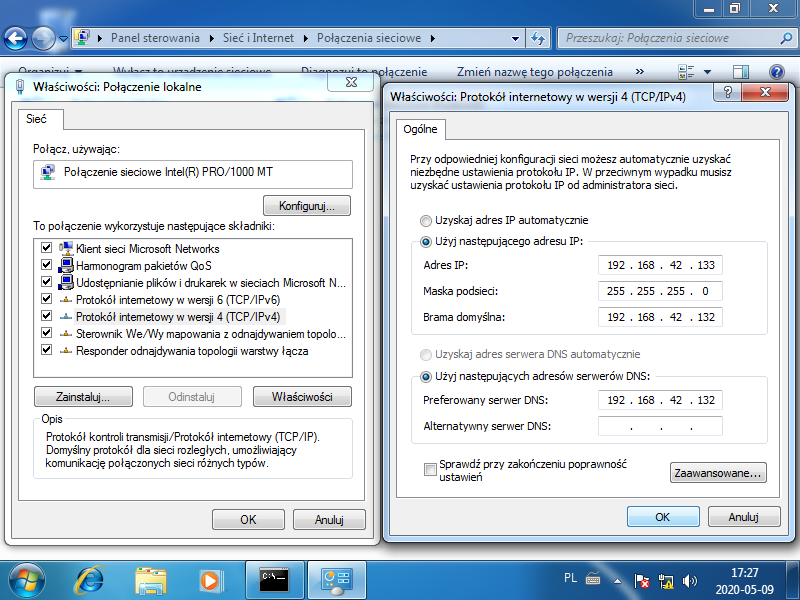 Panel sterowania
Sieć i Internet
Połączenia sieciowe
Przeszukaj: Połączenia sieciowe
Organizuj
Wyłącz to urządzenie sieciowe
Diagnozuj to połączenie
Zmień nazwę tego połączenia
»
Właściwości: Połączenie lokalne
Sieć
Połącz, używając:
Połączenie sieciowe Intel(R) PRO/1000 MT
Konfiguruj...
To połączenie wykorzystuje następujące składniki:
Klient sieci Microsoft Networks
Harmonogram pakietów QoS
Udostępnianie plików i drukarek w sieciach Microsoft N...
Protokół internetowy w wersji 6 (TCP/IPv6)
Protokół internetowy w wersji 4 (TCP/IPv4)
Sterownik We/Wy mapowania z odnajdywaniem topolo...
Responder odnajdywania topologii warstwy łącza
Zainstaluj...
Odinstaluj
Właściwości
Opis
Protokół kontroli transmisji/Protokół internetowy (TCP/IP).
Domyślny protokół dla sieci rozległych, umożliwiający
komunikację połączonych sieci różnych typów.
OK
Anuluj
Właściwości: Protokół internetowy w wersji 4 (TCP/IPv4)
?
Ogólne
Przy odpowiedniej konfiguracji sieci możesz automatycznie uzyskać
niezbędne ustawienia protokołu IP. W przeciwnym wypadku musisz
uzyskać ustawienia protokołu IP od administratora sieci.
Uzyskaj adres IP automatycznie
Użyj następującego adresu IP:
Adres IP:
192 . 168 . 42 . 133
Maska podsieci:
255 . 255 . 255 . 0
Brama domyślna:
192 . 168 . 42 . 132
Uzyskaj adres serwera DNS automatycznie
Użyj następujących adresów serwerów DNS:
Preferowany serwer DNS:
192 . 168 . 42 . 132
Alternatywny serwer DNS:
. . .
Sprawdź przy zakończeniu poprawność
ustawień
Zaawansowane...
OK
Anuluj
C:\_
PL
17:27
2020-05-09